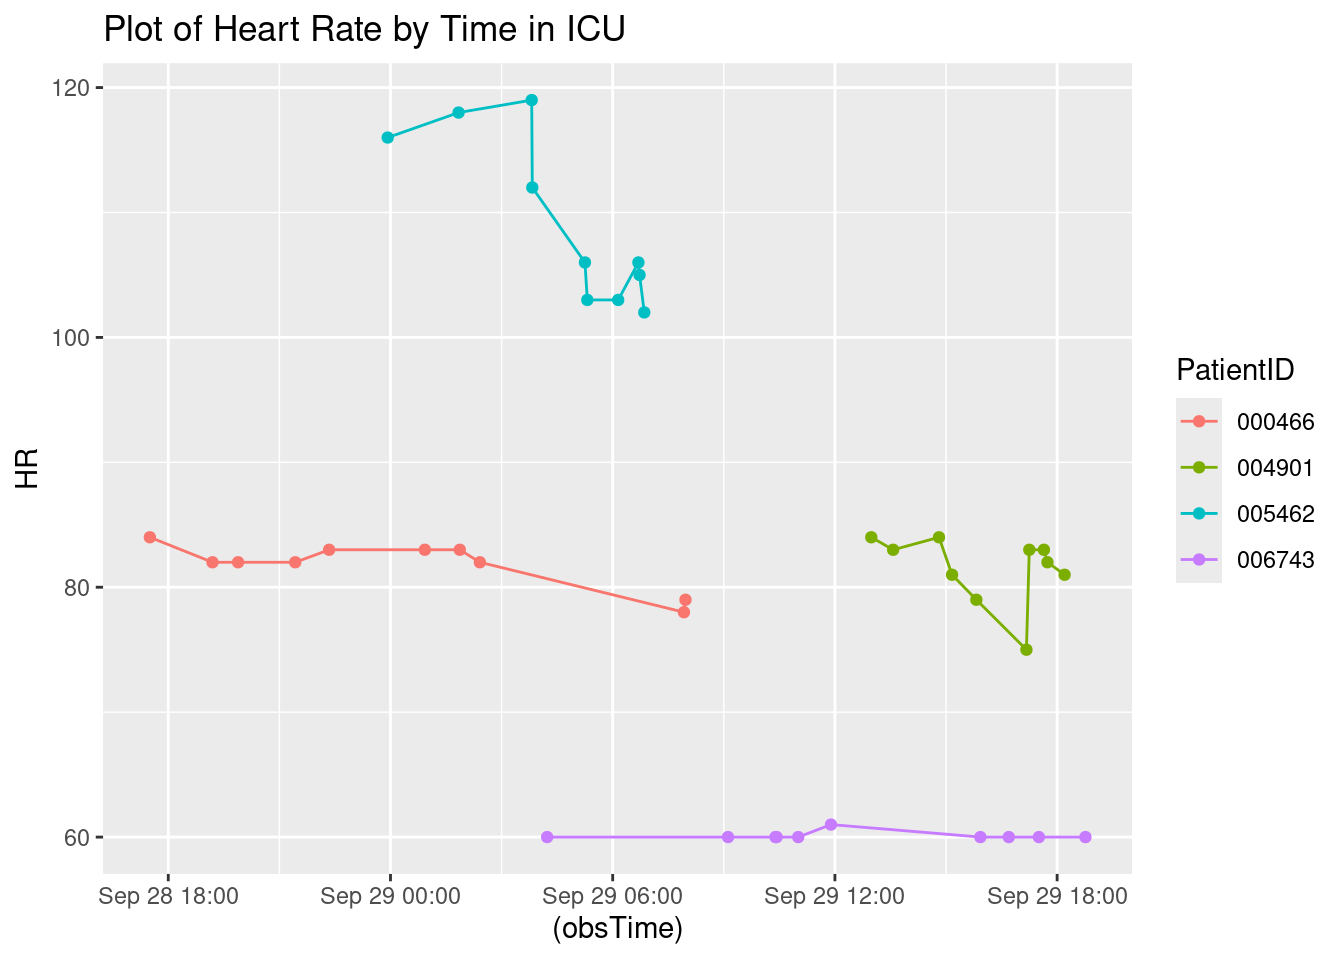 Plot of Heart Rate by Time in ICU
120
100
80
60
HR
Sep 28 18:00 Sep 29 00:00 Sep 29 06:00 Sep 29 12:00 Sep 29 18:00
(obsTime)
PatientID
000466
004901
005462
006743